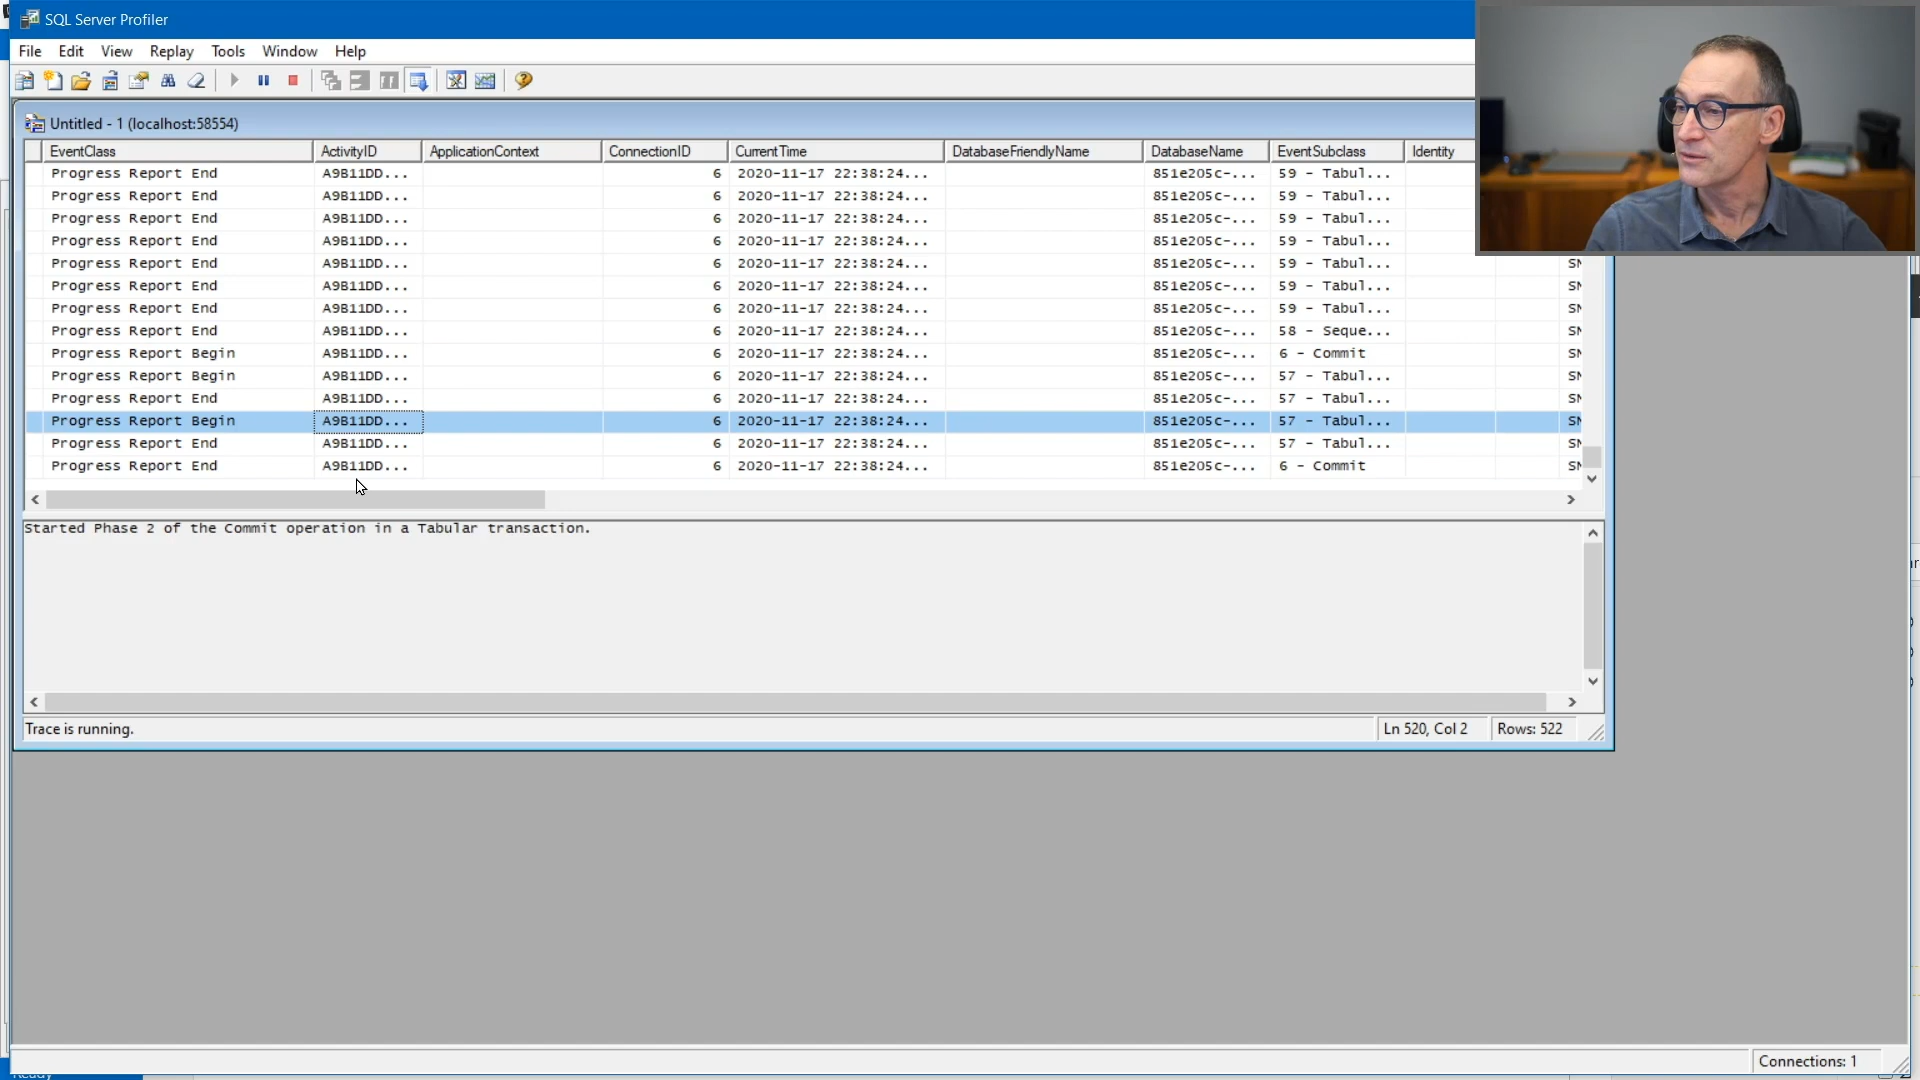 SQL Server Profiler
File Edit View Replay Tools Window Help
Untitled - 1 (localhost:58554)
EventClass ActivityID ApplicationContext ConnectionID CurrentTime DatabaseFriendlyName DatabaseName EventSubclass Identity
Progress Report End A9B11DD... 6 2020-11-17 22:38:24... 851e205c-... 59 - Tabul...
Progress Report End A9B11DD... 6 2020-11-17 22:38:24... 851e205c-... 59 - Tabul...
Progress Report End A9B11DD... 6 2020-11-17 22:38:24... 851e205c-... 59 - Tabul...
Progress Report End A9B11DD... 6 2020-11-17 22:38:24... 851e205c-... 59 - Tabul...
Progress Report End A9B11DD... 6 2020-11-17 22:38:24... 851e205c-... 59 - Tabul...
Progress Report End A9B11DD... 6 2020-11-17 22:38:24... 851e205c-... 59 - Tabul...
Progress Report End A9B11DD... 6 2020-11-17 22:38:24... 851e205c-... 59 - Tabul...
Progress Report End A9B11DD... 6 2020-11-17 22:38:24... 851e205c-... 58 - Seque...
Progress Report Begin A9B11DD... 6 2020-11-17 22:38:24... 851e205c-... 6 - Commit
Progress Report Begin A9B11DD... 6 2020-11-17 22:38:24... 851e205c-... 57 - Tabul...
Progress Report End A9B11DD... 6 2020-11-17 22:38:24... 851e205c-... 57 - Tabul...
Progress Report Begin A9B11DD... 6 2020-11-17 22:38:24... 851e205c-... 57 - Tabul...
Progress Report End A9B11DD... 6 2020-11-17 22:38:24... 851e205c-... 57 - Tabul...
Progress Report End A9B11DD... 6 2020-11-17 22:38:24... 851e205c-... 6 - Commit
Started Phase 2 of the Commit operation in a Tabular transaction.
Trace is running. Ln 520, Col 2 Rows: 522
Connections: 1